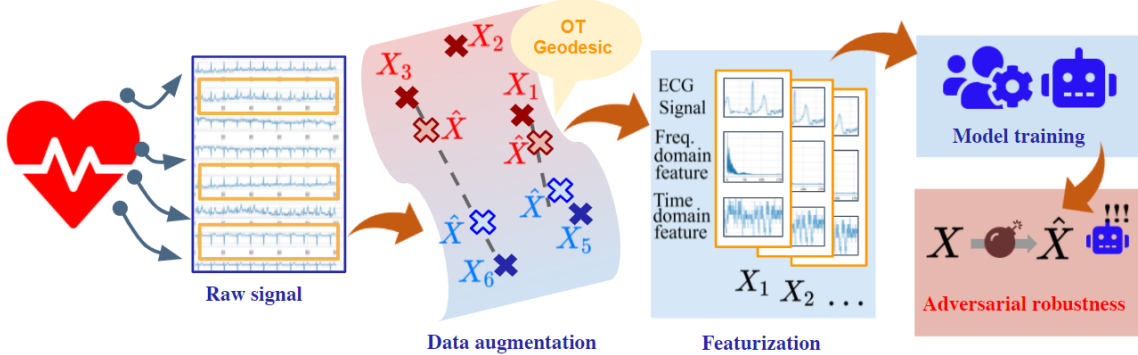 Raw signal
X₂
X₃
X₁
X̂
X̂
X̂
X̂
X₅
X₆
OT
Geodesic
Data augmentation
ECG
Signal
Freq.
domain
feature
Time
domain
feature
X₁ X₂ ...
Featurization
Model training
!!!
X X̂
Adversarial robustness